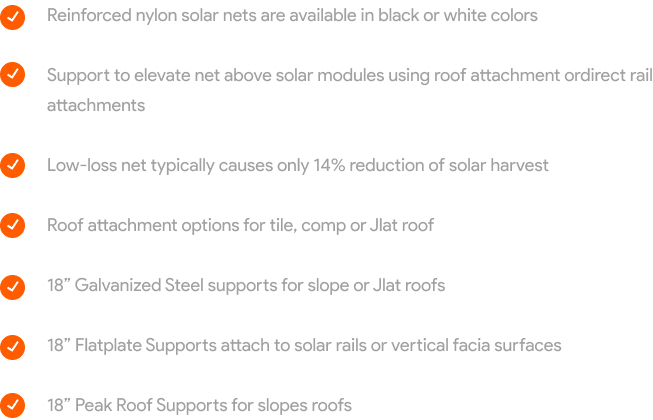 Reinforced nylon solar nets are available in black or white colors
Support to elevate net above solar modules using roof attachment ordirect rail
attachments
Low-loss net typically causes only 14% reduction of solar harvest
Roof attachment options for tile, comp or Jlat roof
18” Galvanized Steel supports for slope or Jlat roofs
18” Flatplate Supports attach to solar rails or vertical facia surfaces
18” Peak Roof Supports for slopes roofs